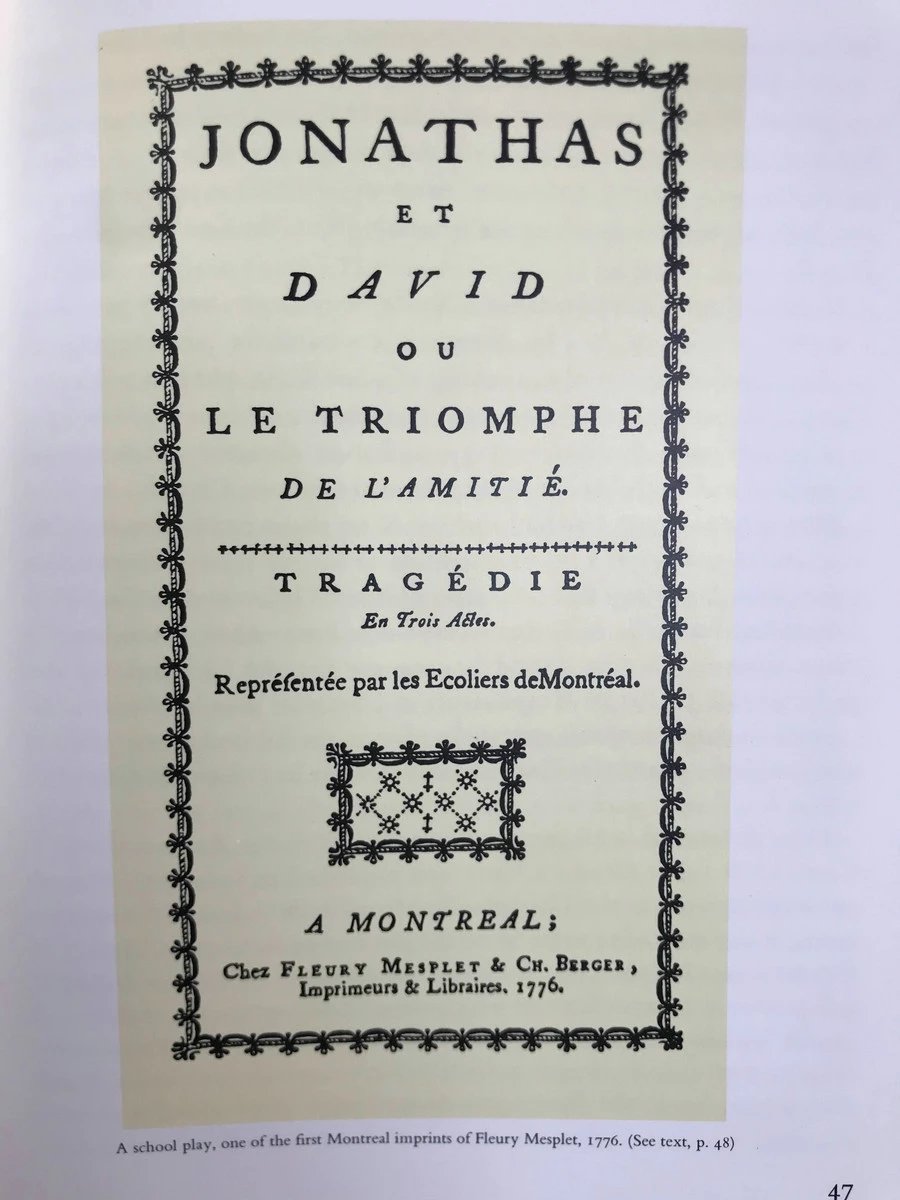 JONATHAS
ET
DAVID
OU
LE TRIOMPHE
DE L'AMITIÉ.
TRAGÉDIE
En Trois Actes.
Repréſentée par les Ecoliers deMontréal.
A MONTREAL;
Chez FLEURY MESPLET & CH. BERGER,
Imprimeurs & Libraires. 1776.
A school play, one of the first Montreal imprints of Fleury Mesplet, 1776. (See text, p. 48)
47